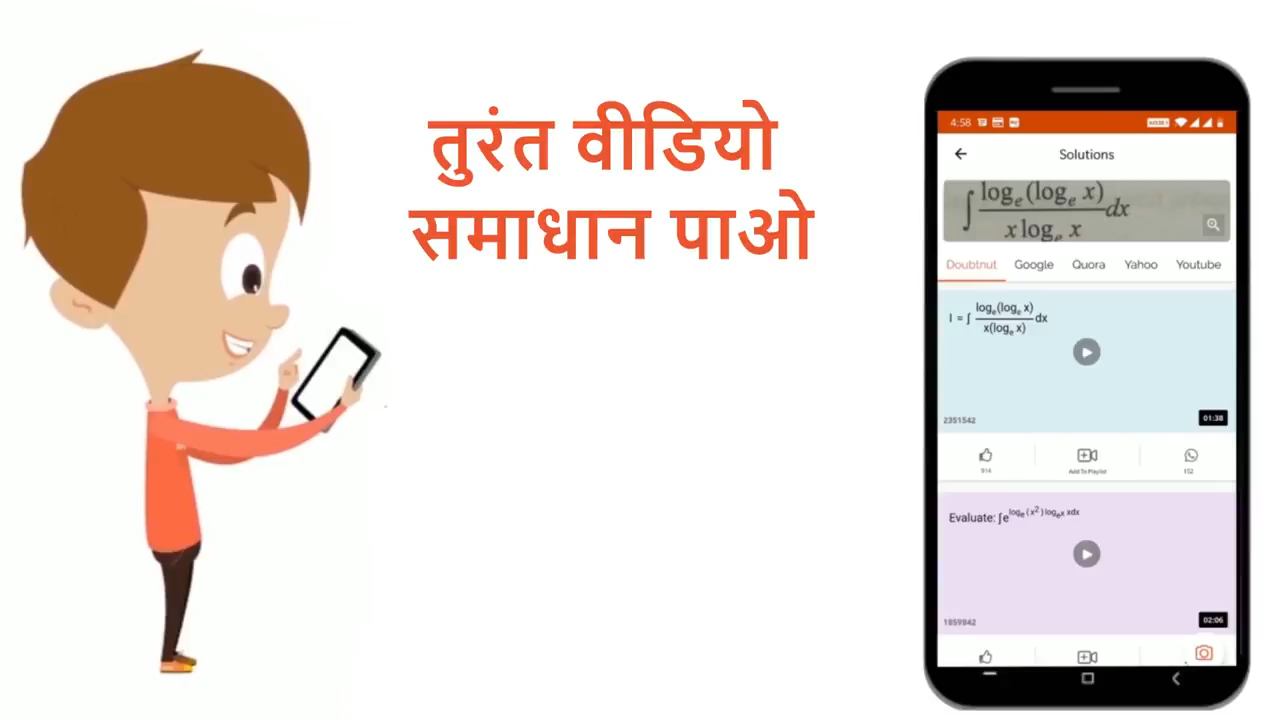 तुरंत वीडियो
समाधान पाओ
4:58
Solutions
∫ logₑ(logₑ x) / x logₑ x dx
Doubtnut Google Quora Yahoo Youtube
I = ∫ logₑ(logₑ x) / x(logₑ x) dx
2351542 01:38
914 Add To Playlist 152
Evaluate: ∫e^logₑ(x²)logₑx xdx
1859842 02:06